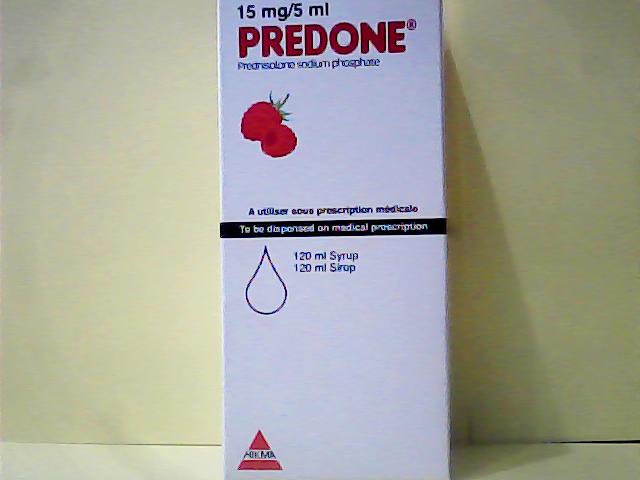 15 mg/5 ml
PREDONE®
Prednisolone sodium phosphate
A utiliser sous prescription médicale
To be dispensed on medical prescription
120 ml Syrup
120 ml Sirop
HIKMA